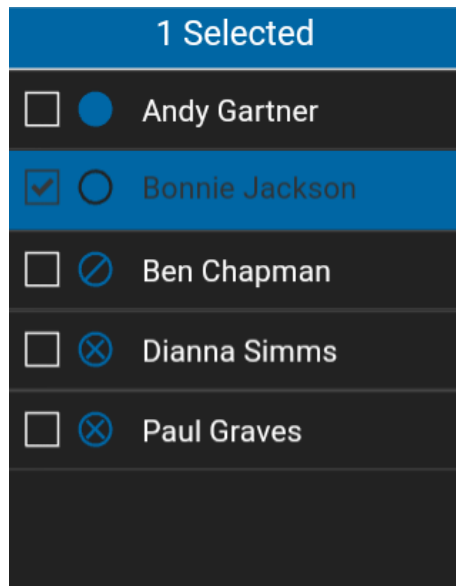 1 Selected
Andy Gartner
Bonnie Jackson
Ben Chapman
Dianna Simms
Paul Graves